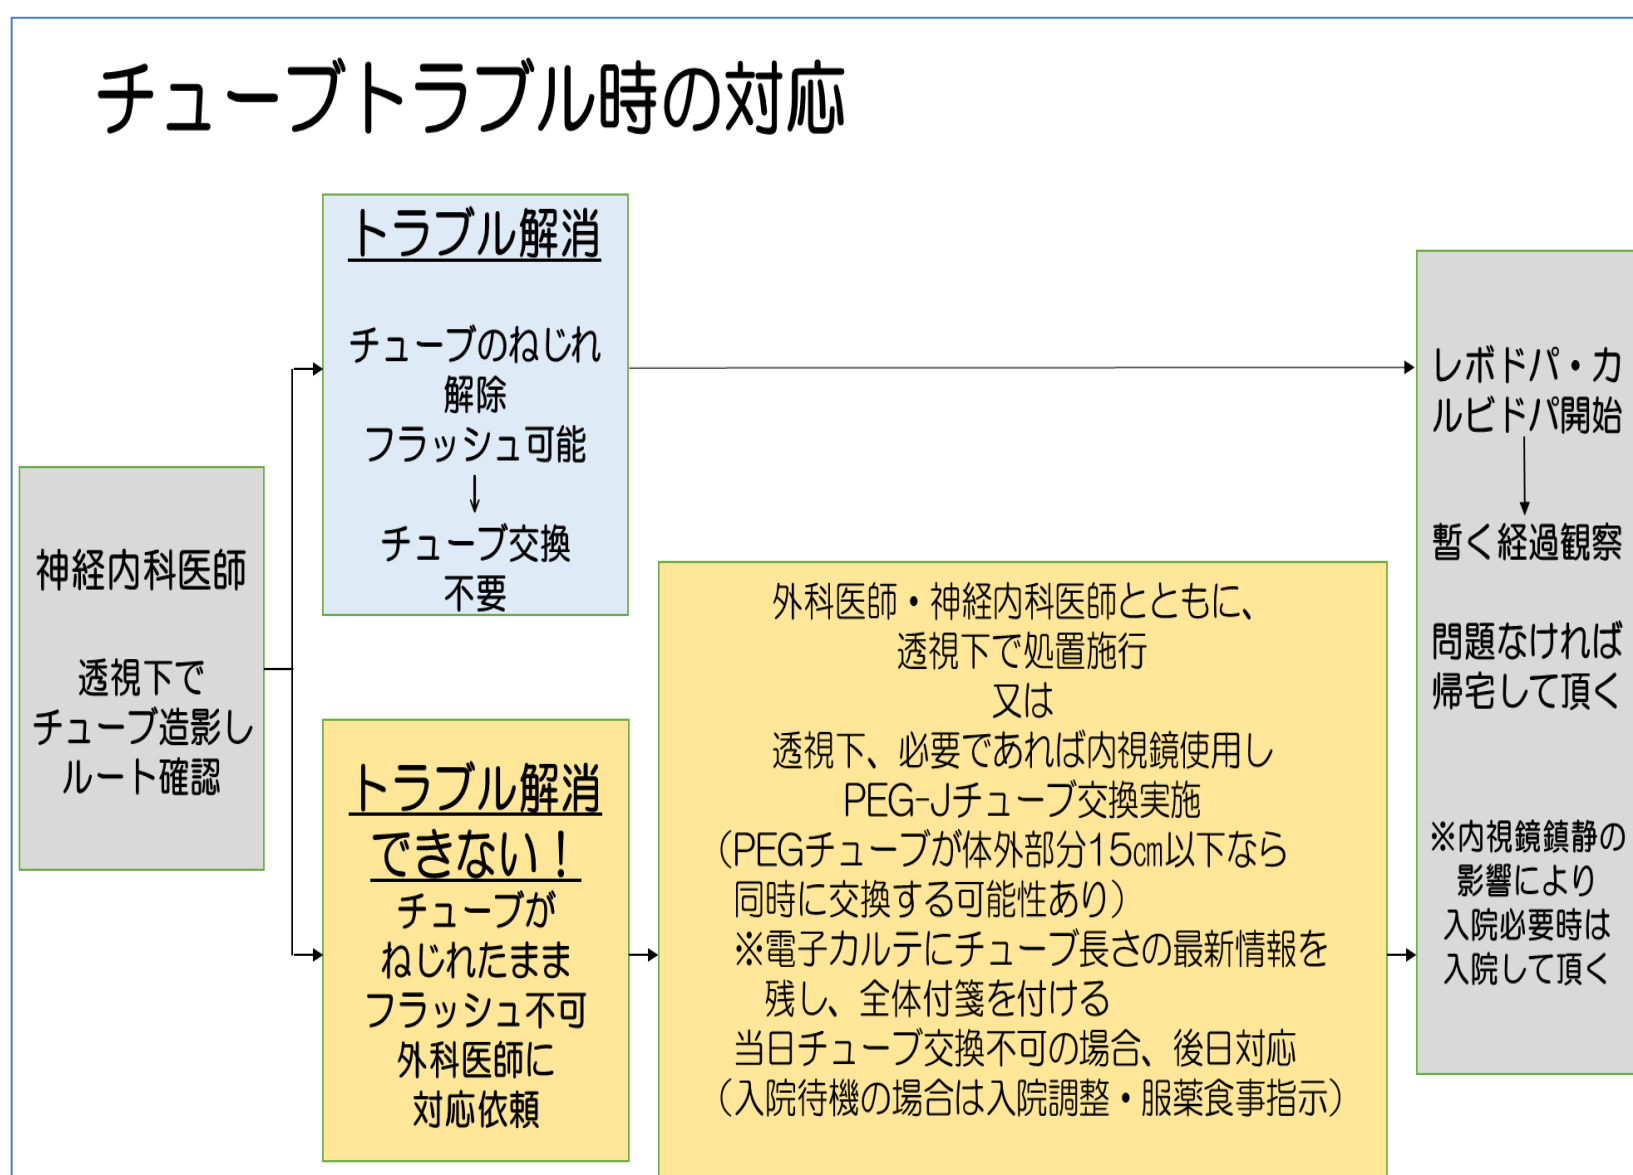 チューブトラブル時の対応
神経内科医師
透視下で
チューブ造影し
ルート確認
トラブル解消
チューブのねじれ
解除
フラッシュ可能
↓
チューブ交換
不要
トラブル解消
できない！
チューブが
ねじれたまま
フラッシュ不可
外科医師に
対応依頼
外科医師・神経内科医師とともに、
透視下で処置施行
又は
透視下、必要であれば内視鏡使用し
PEG-Jチューブ交換実施
（PEGチューブが体外部分15㎝以下なら
同時に交換する可能性あり）
※電子カルテにチューブ長さの最新情報を
残し、全体付箋を付ける
当日チューブ交換不可の場合、後日対応
（入院待機の場合は入院調整・服薬食事指示）
レボドパ・カ
ルビドパ開始
暫く経過観察
問題なければ
帰宅して頂く
※内視鏡鎮静の
影響により
入院必要時は
入院して頂く